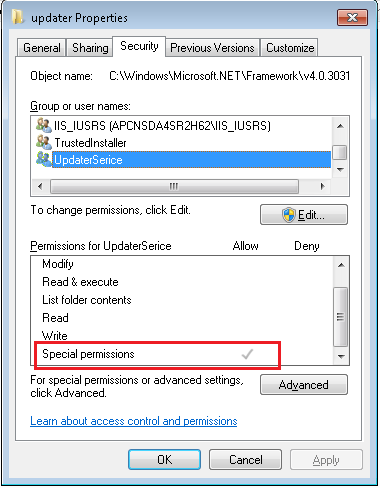 updater Properties
General Sharing Security Previous Versions Customize
Object name: C:\Windows\Microsoft.NET\Framework\v4.0.3031
Group or user names:
IIS_IUSRS (APCNSDA4SR2H62\IIS_IUSRS)
TrustedInstaller
UpdaterSerice
To change permissions, click Edit.
Edit...
Permissions for UpdaterSerice Allow Deny
Modify
Read & execute
List folder contents
Read
Write
Special permissions
For special permissions or advanced settings,
click Advanced.
Advanced
Learn about access control and permissions
OK Cancel Apply